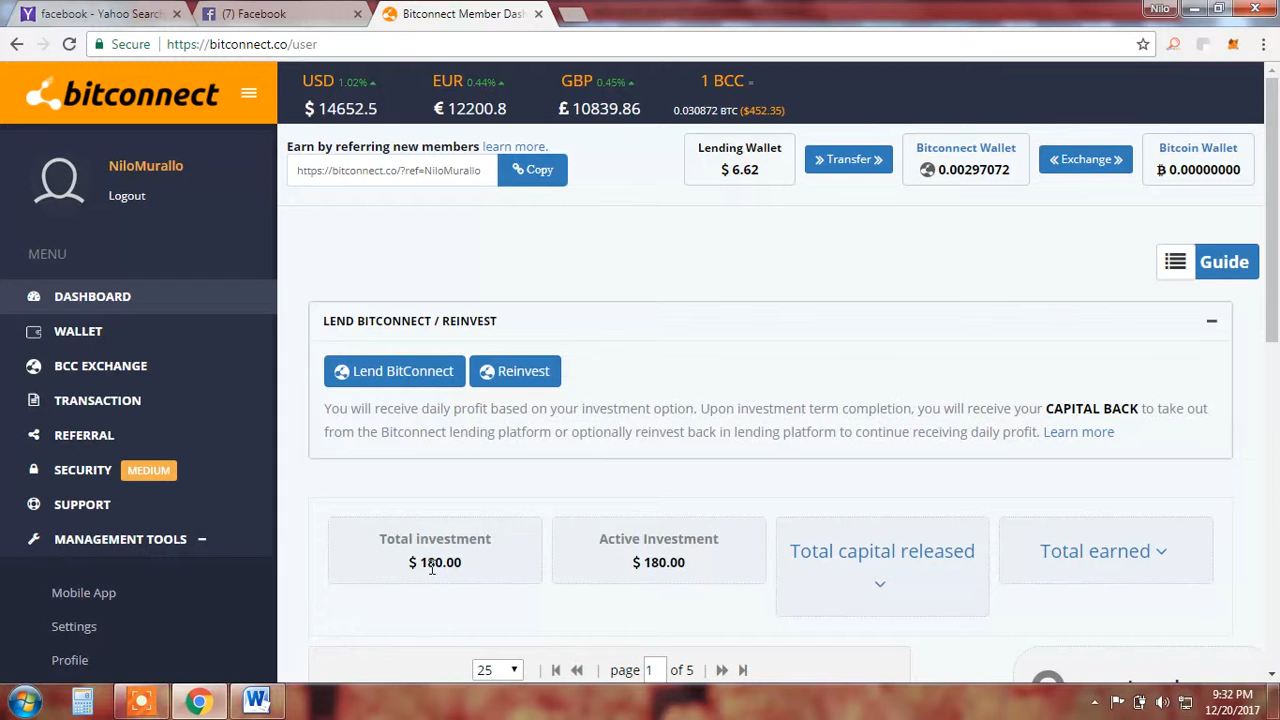 facebook - Yahoo Search
(7) Facebook
Bitconnect Member Das
Nilo
Secure
https://bitconnect.co/user
bitconnect
USD 1.02%
$ 14652.5
EUR 0.44%
€ 12200.8
GBP 0.45%
£ 10839.86
1 BCC =
0.030872 BTC ($452.35)
NiloMurallo
Logout
Earn by referring new members learn more.
https://bitconnect.co/?ref=NiloMurallo
Copy
Lending Wallet
$ 6.62
Transfer
Bitconnect Wallet
0.00297072
Exchange
Bitcoin Wallet
฿ 0.00000000
MENU
DASHBOARD
WALLET
BCC EXCHANGE
TRANSACTION
REFERRAL
SECURITY MEDIUM
SUPPORT
MANAGEMENT TOOLS
Mobile App
Settings
Profile
Guide
LEND BITCONNECT / REINVEST
Lend BitConnect
Reinvest
You will receive daily profit based on your investment option. Upon investment term completion, you will receive your CAPITAL BACK to take out
from the Bitconnect lending platform or optionally reinvest back in lending platform to continue receiving daily profit. Learn more
Total investment
$ 180.00
Active Investment
$ 180.00
Total capital released
Total earned
25
page 1 of 5
9:32 PM
12/20/2017